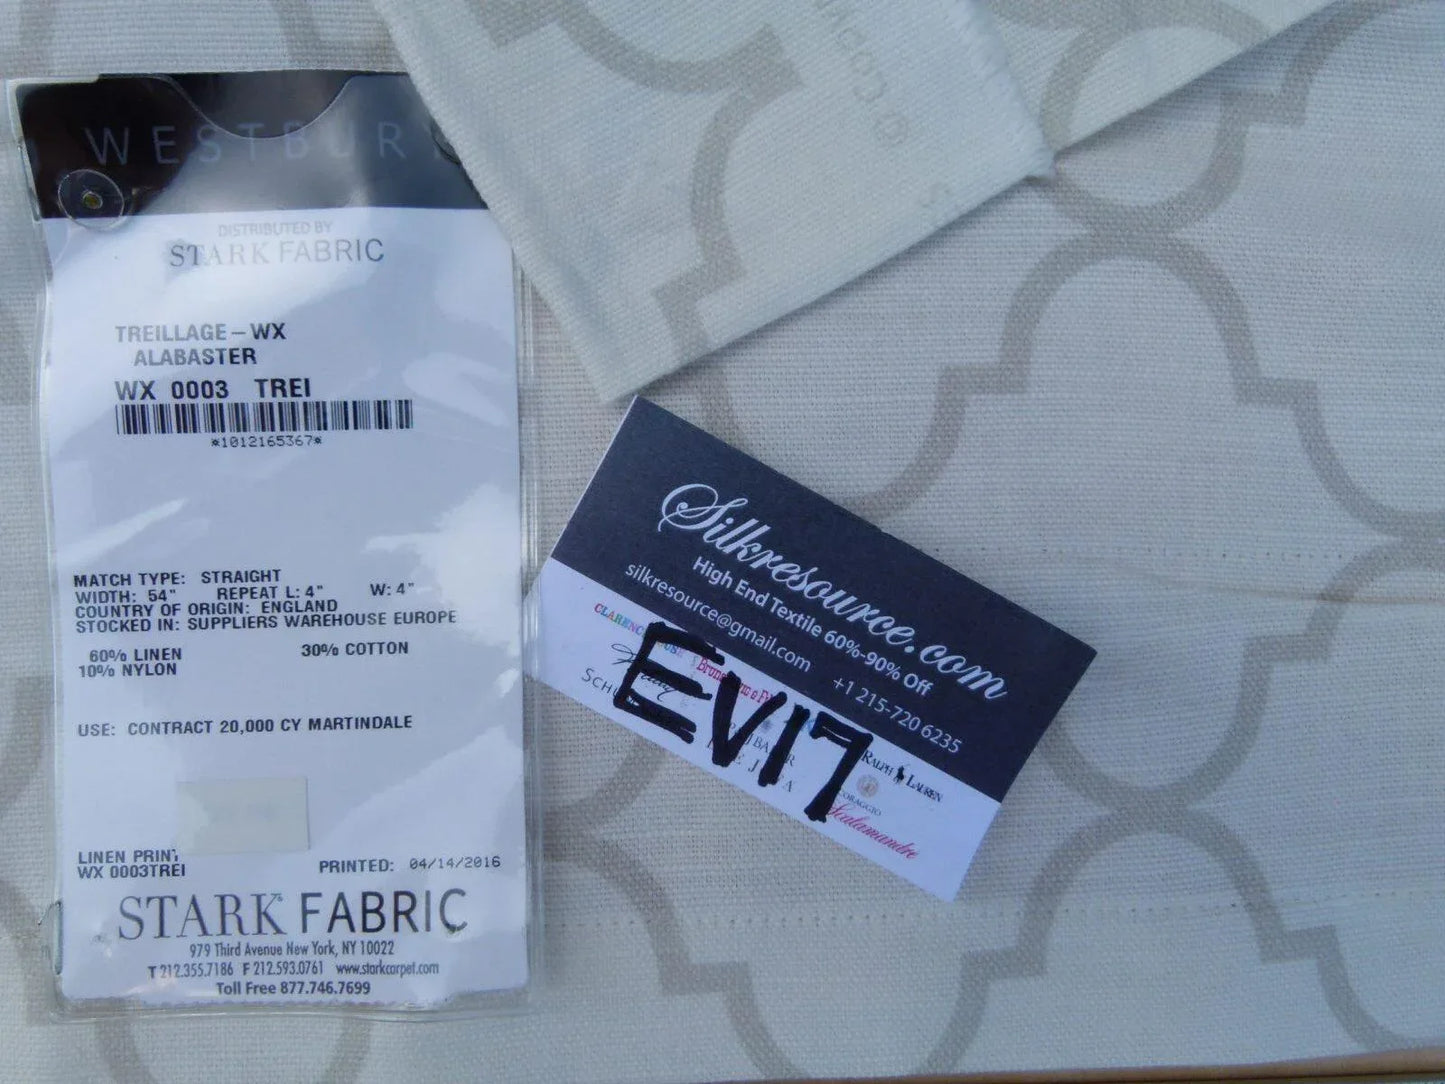 WESTBUR
DISTRIBUTED BY
STARK FABRIC
TREILLAGE-WX
ALABASTER
WX 0003 TREI
*1012165367*
MATCH TYPE: STRAIGHT
WIDTH: 54" REPEAT L: 4" W: 4"
COUNTRY OF ORIGIN: ENGLAND
STOCKED IN: SUPPLIERS WAREHOUSE EUROPE
60% LINEN 30% COTTON
10% NYLON
USE: CONTRACT 20,000 CY MARTINDALE
LINEN PRINT
WX 0003TREI PRINTED: 04/14/2016
STARK FABRIC
979 Third Avenue New York, NY 10022
T 212.355.7186 F 212.593.0761 www.starkcarpet.com
Toll Free 877.746.7699
Silkresource.com
High End Textile 60%-90% Off
silkresource@gmail.com +1 215-720 6235
EV17
RALPH LAUREN
CORAGGIO
Scalamandre